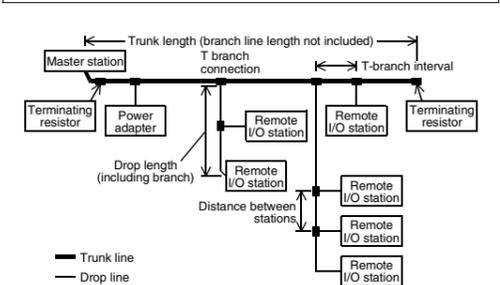 Trunk length (branch line length not included)
Master station
T branch
connection
T-branch interval
Terminating
resistor
Power
adapter
Remote
I/O station
Remote
I/O station
Terminating
resistor
Drop length
(including branch)
Remote
I/O station
Distance between
stations
Remote
I/O station
Remote
I/O station
Remote
I/O station
Trunk line
Drop line